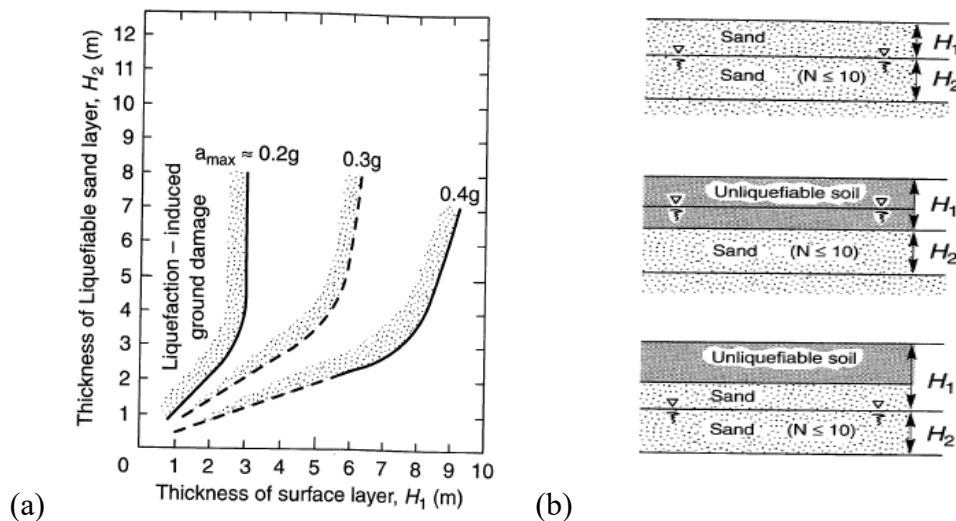 Thickness of Liquefiable sand layer, H₂ (m)
12
11
10
9
8
7
6
5
4
3
2
1
0
1 2 3 4 5 6 7 8 9 10
Thickness of surface layer, H₁ (m)
Liquefaction – induced
ground damage
a_max ≈ 0.2g
0.3g
0.4g
(a)
Sand
H₁
Sand (N ≤ 10)
H₂
Unliquefiable soil
H₁
Sand (N ≤ 10)
H₂
Unliquefiable soil
Sand
H₁
Sand (N ≤ 10)
H₂
(b)